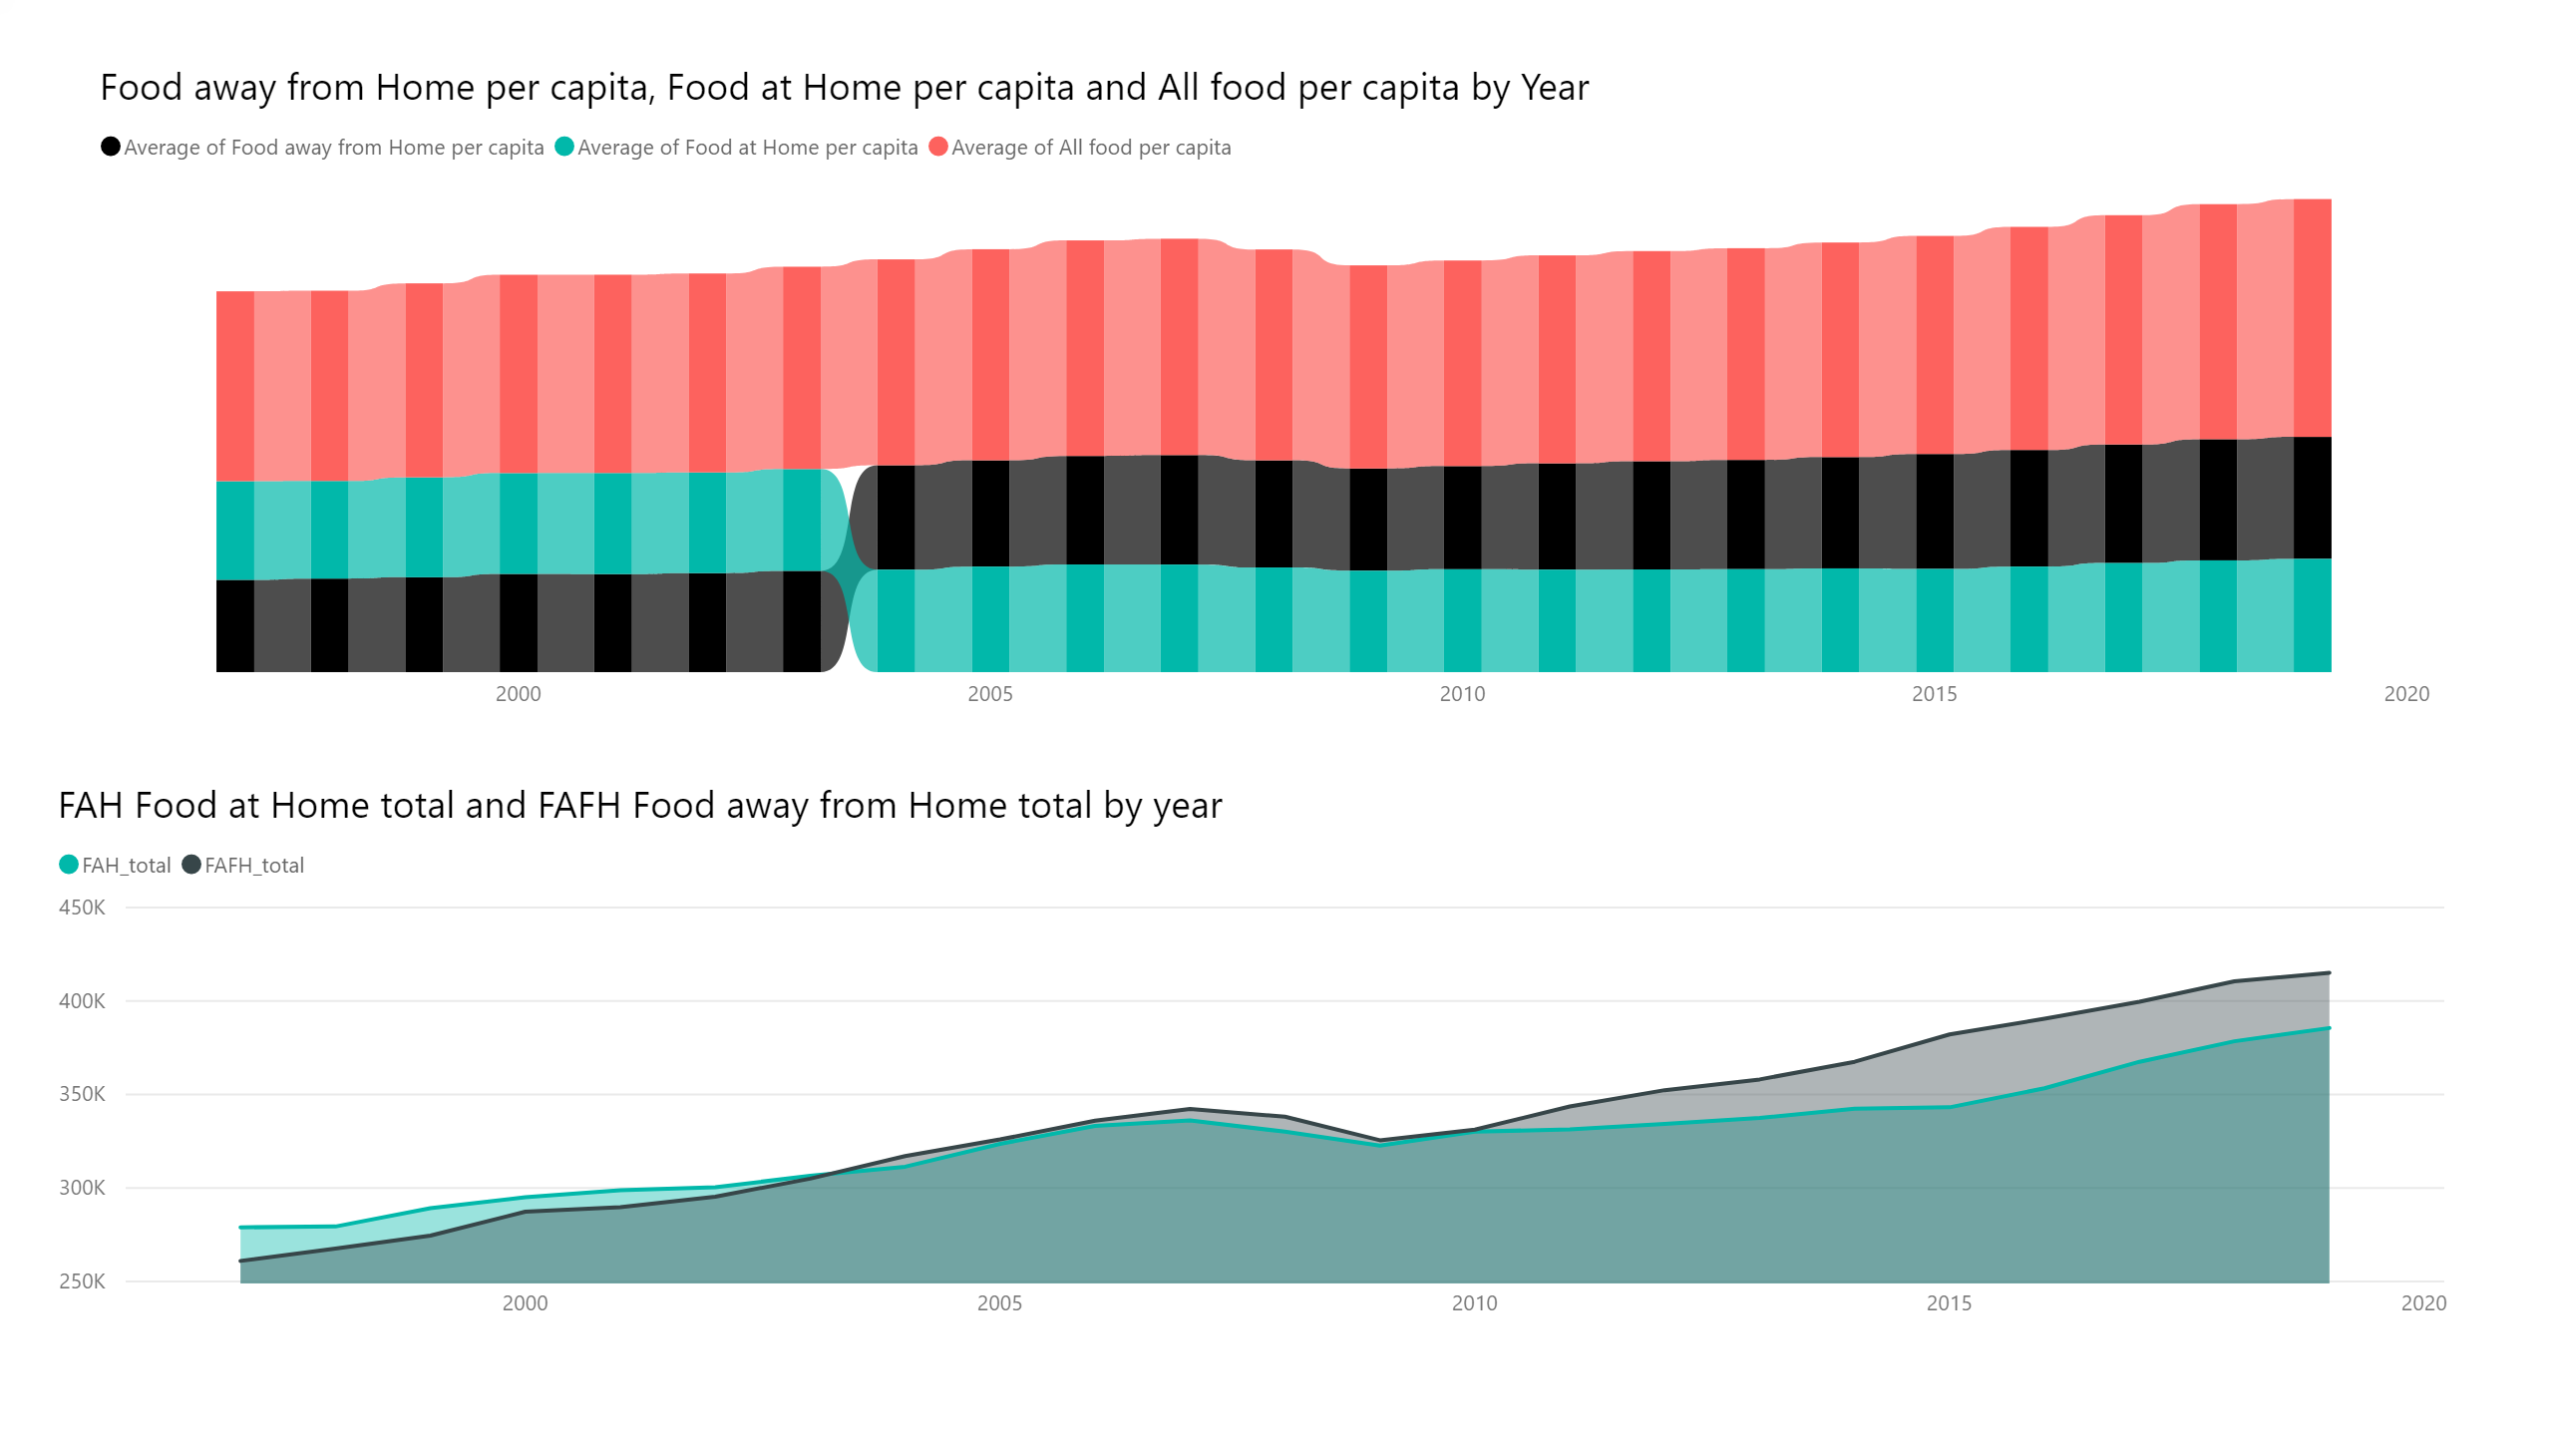 Food away from Home per capita, Food at Home per capita and All food per capita by Year
Average of Food away from Home per capita Average of Food at Home per capita Average of All food per capita
2000 2005 2010 2015 2020
FAH Food at Home total and FAFH Food away from Home total by year
FAH_total FAFH_total
450K
400K
350K
300K
250K
2000 2005 2010 2015 2020